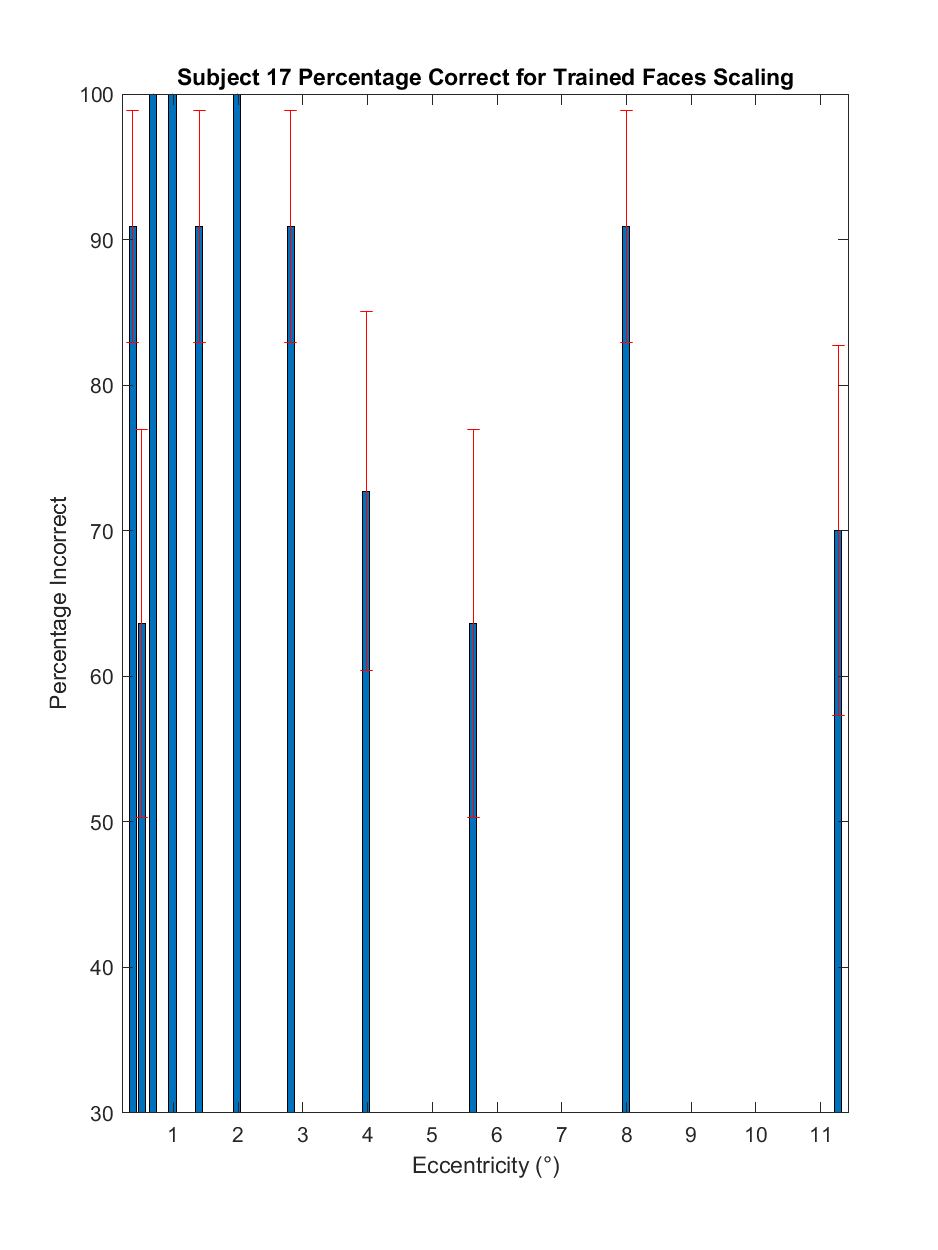 Subject 17 Percentage Correct for Trained Faces Scaling
100
90
80
70
60
50
40
30
Percentage Incorrect
1 2 3 4 5 6 7 8 9 10 11
Eccentricity (°)